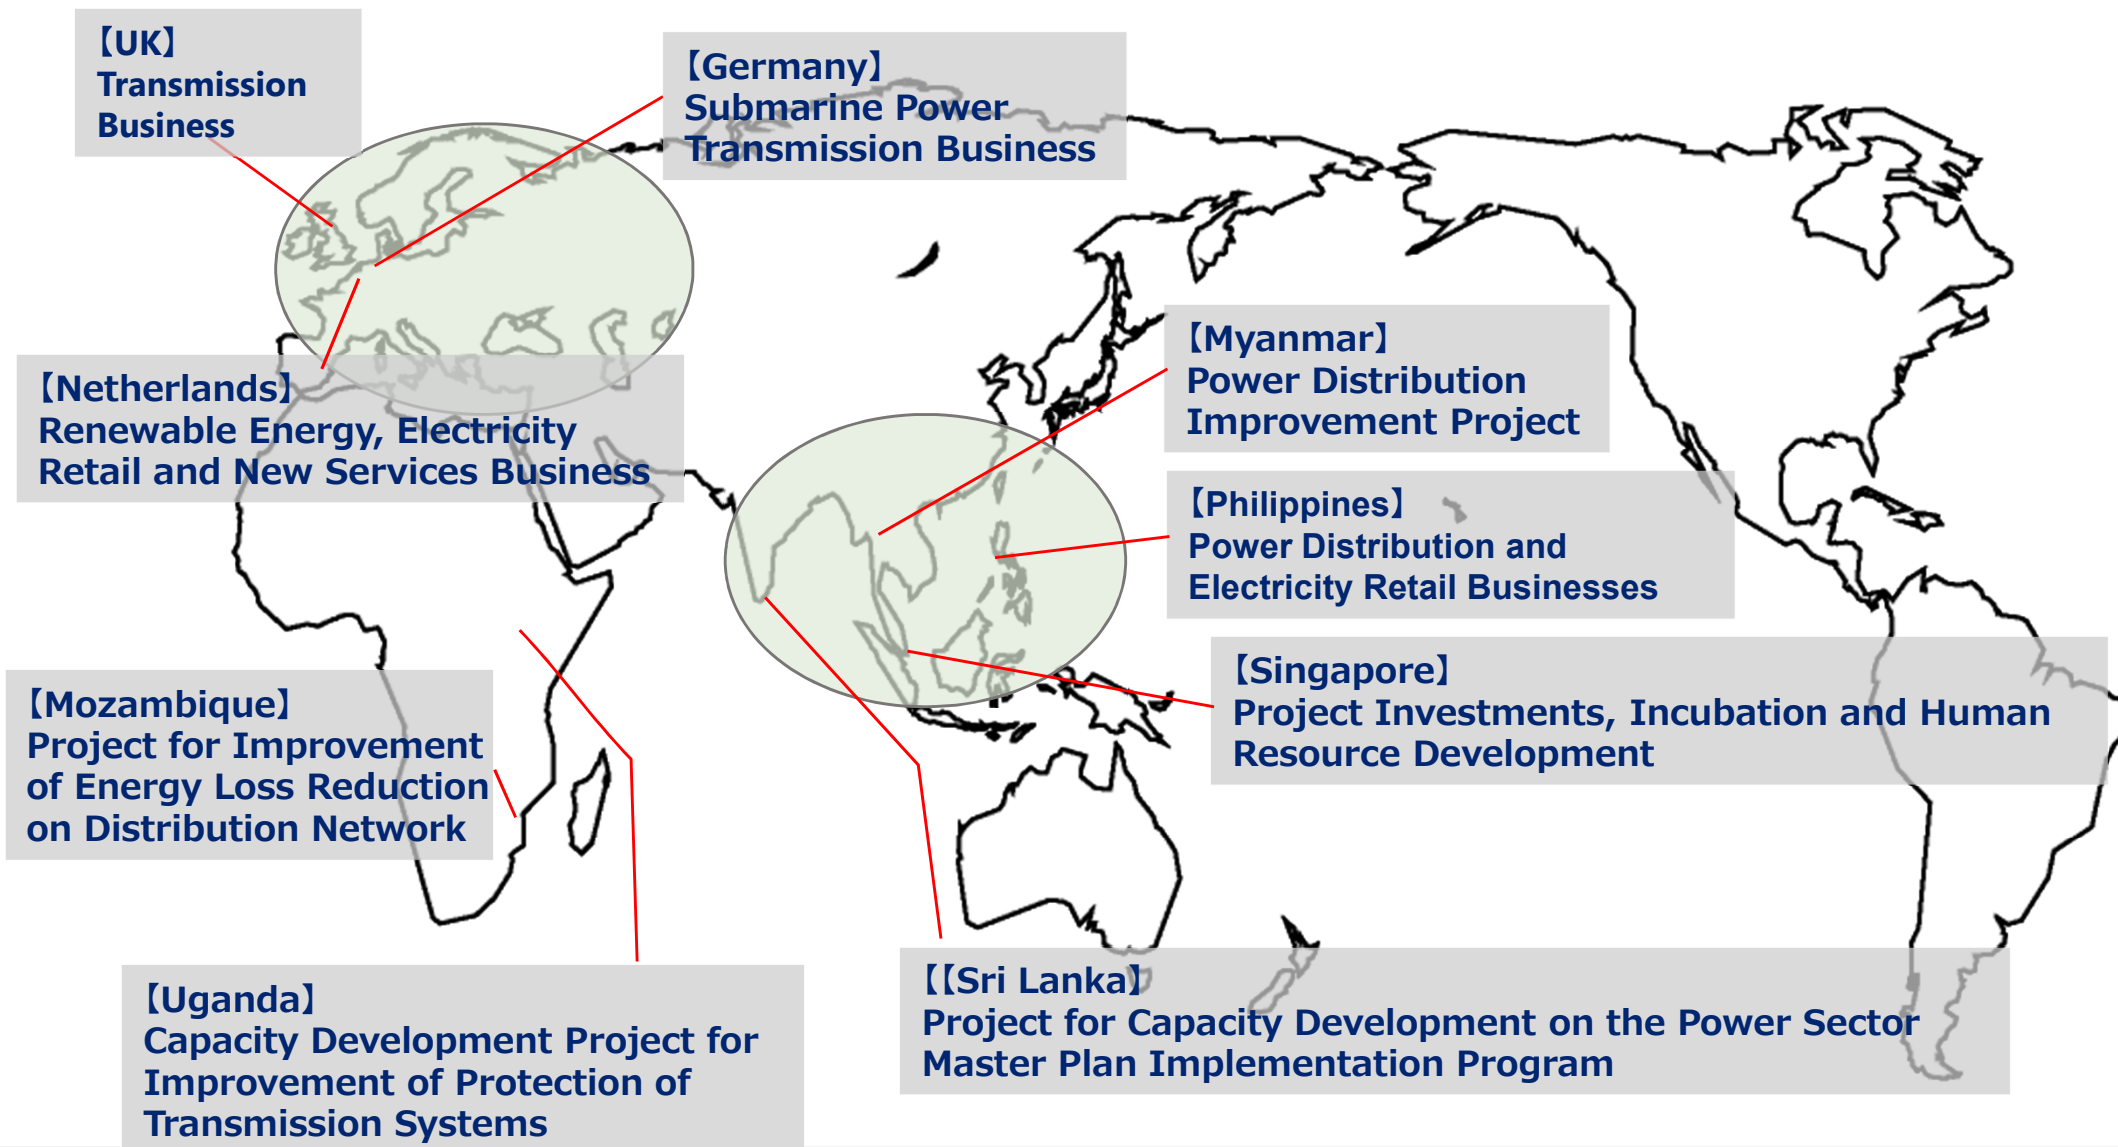 【UK】
Transmission
Business
【Germany】
Submarine Power
Transmission Business
【Netherlands】
Renewable Energy, Electricity
Retail and New Services Business
【Myanmar】
Power Distribution
Improvement Project
【Philippines】
Power Distribution and
Electricity Retail Businesses
【Singapore】
Project Investments, Incubation and Human
Resource Development
【Mozambique】
Project for Improvement
of Energy Loss Reduction
on Distribution Network
【Uganda】
Capacity Development Project for
Improvement of Protection of
Transmission Systems
【【Sri Lanka】
Project for Capacity Development on the Power Sector
Master Plan Implementation Program